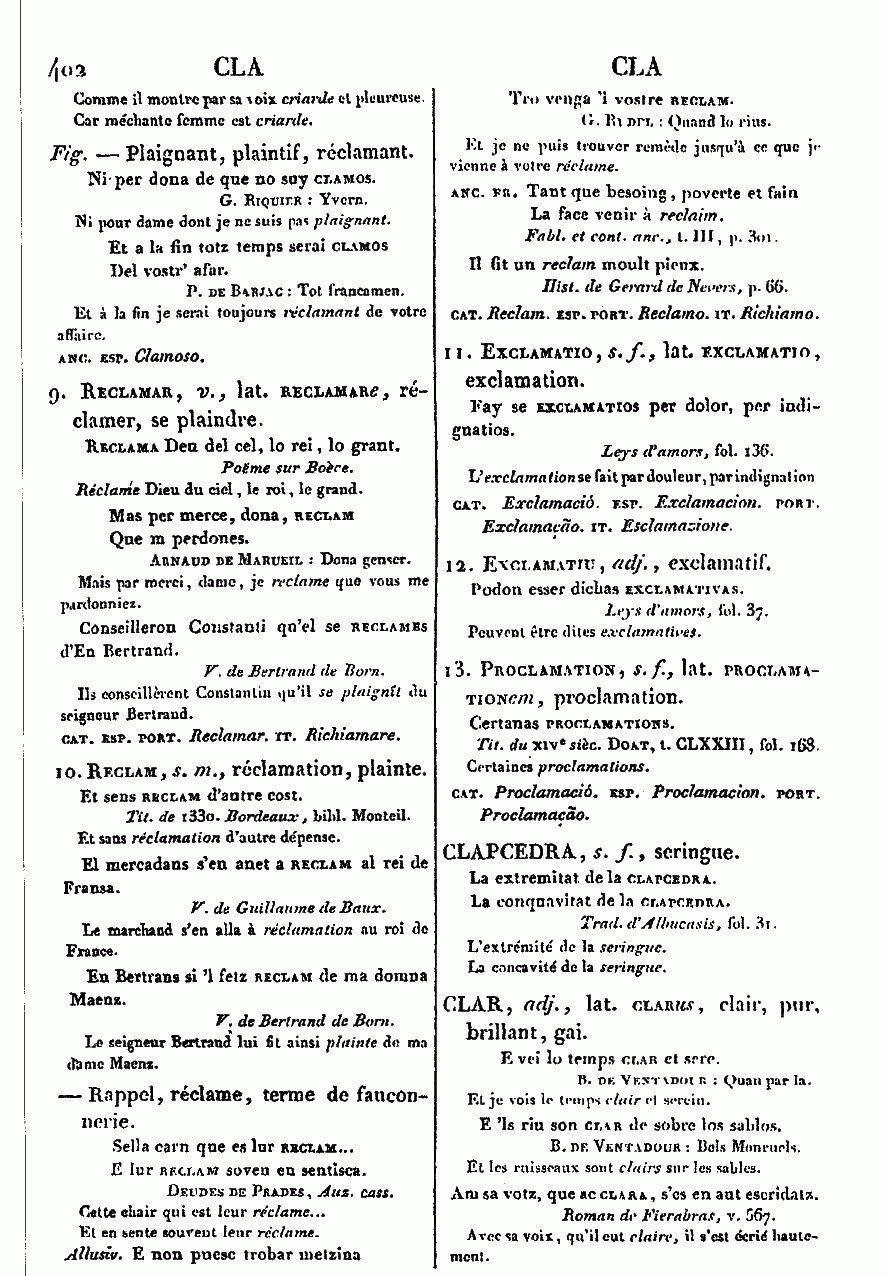 402 CLA CLA
Comme il montre par sa voix criarde et pleureuse.
Car méchante femme est criarde.
Fig. — Plaignant, plaintif, réclamant.
Ni per dona de que no suy CLAMOS.
G. RIQUIER : Yvern.
Ni pour dame dont je ne suis pas plaignant.
Et a la fin totz temps serai CLAMOS
Del vostr' afar.
P. DE BARJAC : Tot francamen.
Et à la fin je serai toujours réclamant de votre
affaire.
ANC. ESP. Clamoso.
9. RECLAMAR, v., lat. RECLAMARe, ré-
clamer, se plaindre.
RECLAMA Deu del cel, lo rei, lo grant.
Poëme sur Boèce.
Réclame Dieu du ciel, le roi, le grand.
Mas per merce, dona, RECLAM
Que m perdones.
ARNAUD DE MARUEIL : Dona genser.
Mais par merci, dame, je réclame que vous me
pardonniez.
Conseilleron Constanti qu'el se RECLAMES
d'En Bertrand.
V. de Bertrand de Born.
Ils conseillèrent Constantin qu'il se plaignît du
seigneur Bertrand.
CAT. ESP. PORT. Reclamar. IT. Richiamare.
10. RECLAM, s. m., réclamation, plainte.
Et sens RECLAM d'autre cost.
Tit. de 1330. Bordeaux, bibl. Monteil.
Et sans réclamation d'autre dépense.
El mercadans s'en anet a RECLAM al rei de
Fransa.
V. de Guillaume de Baux.
Le marchand s'en alla à réclamation au roi de
France.
En Bertrans si 'l fetz RECLAM de ma domna
Maenz.
V. de Bertrand de Born.
Le seigneur Bertrand lui fit ainsi plainte de ma
dame Maenz.
— Rappel, réclame, terme de faucon-
nerie.
Sella carn que es lur RECLAM...
E lur RECLAM soven en sentisca.
DEUDES DE PRADES, Auz. cass.
Cette chair qui est leur réclame...
Et en sente souvent leur réclame.
Allusiv. E non puesc trobar metzina
Tro venga 'l vostre RECLAM.
G. RUDEL : Quand lo rius.
Et je ne puis trouver remède jusqu'à ce que je
vienne à votre réclame.
ANC. FR. Tant que besoing, poverte et fain
La face venir à reclaim.
Fabl. et cont. anc., t. III, p. 301.
Il fit un reclam moult pieux.
Hist. de Gerard de Nevers, p. 66.
CAT. Reclam. ESP. PORT. Reclamo. IT. Richiamo.
11. EXCLAMATIO, s. f., lat. EXCLAMATIO,
exclamation.
Fay se EXCLAMATIOS per dolor, per indi-
gnatios.
Leys d'amors, fol. 136.
L'exclamation se fait par douleur, par indignation
CAT. Exclamació. ESP. Exclamacion. PORT.
Exclamação. IT. Esclamazione.
12. EXCLAMATIU, adj., exclamatif.
Podon esser dichas EXCLAMATIVAS.
Leys d'amors, fol. 37.
Peuvent être dites exclamatives.
13. PROCLAMATION, s. f., lat. PROCLAMA-
TIONem, proclamation.
Certanas PROCLAMATIONS.
Tit. du XIVe sièc. DOAT, t. CLXXIII, fol. 168.
Certaines proclamations.
CAT. Proclamació. ESP. Proclamacion. PORT.
Proclamação.
CLAPCEDRA, s. f., seringue.
La extremitat de la CLAPCEDRA.
La conquavitat de la CLAPCEDRA.
Trad. d'Albucasis, fol. 31.
L'extrémité de la seringue.
La concavité de la seringue.
CLAR, adj., lat. CLARus, clair, pur,
brillant, gai.
E vei lo temps CLAR et sere.
B. DE VENTADOUR : Quan par la.
Et je vois le temps clair et serein.
E 'ls riu son CLAR de sobre los sablos.
B. DE VENTADOUR : Bels Monruels.
Et les ruisseaux sont clairs sur les sables.
Am sa votz, que ac CLARA, s'es en aut escridatz.
Roman de Fierabras, v. 567.
Avec sa voix, qu'il eut claire, il s'est écrié haute-
ment.